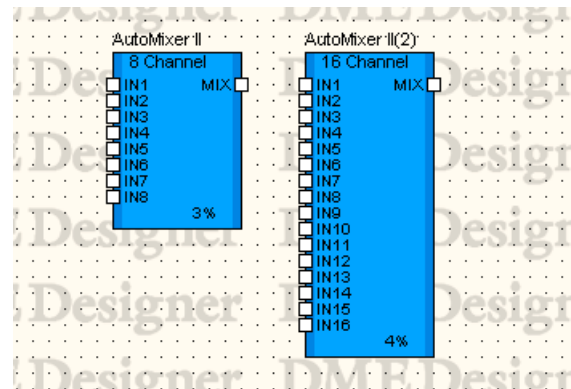 AutoMixer II
8 Channel
IN1 MIX
IN2
IN3
IN4
IN5
IN6
IN7
IN8
3%
AutoMixer II(2)
16 Channel
IN1 MIX
IN2
IN3
IN4
IN5
IN6
IN7
IN8
IN9
IN10
IN11
IN12
IN13
IN14
IN15
IN16
4%
DME Designer